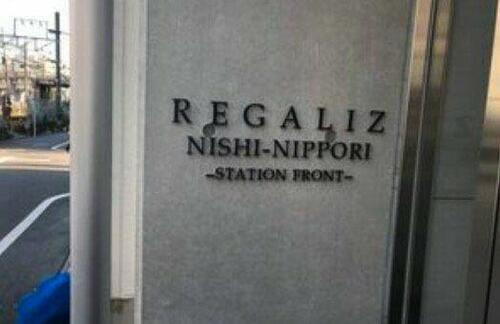 REGALIZ
NISHI-NIPPORI
–STATION FRONT–